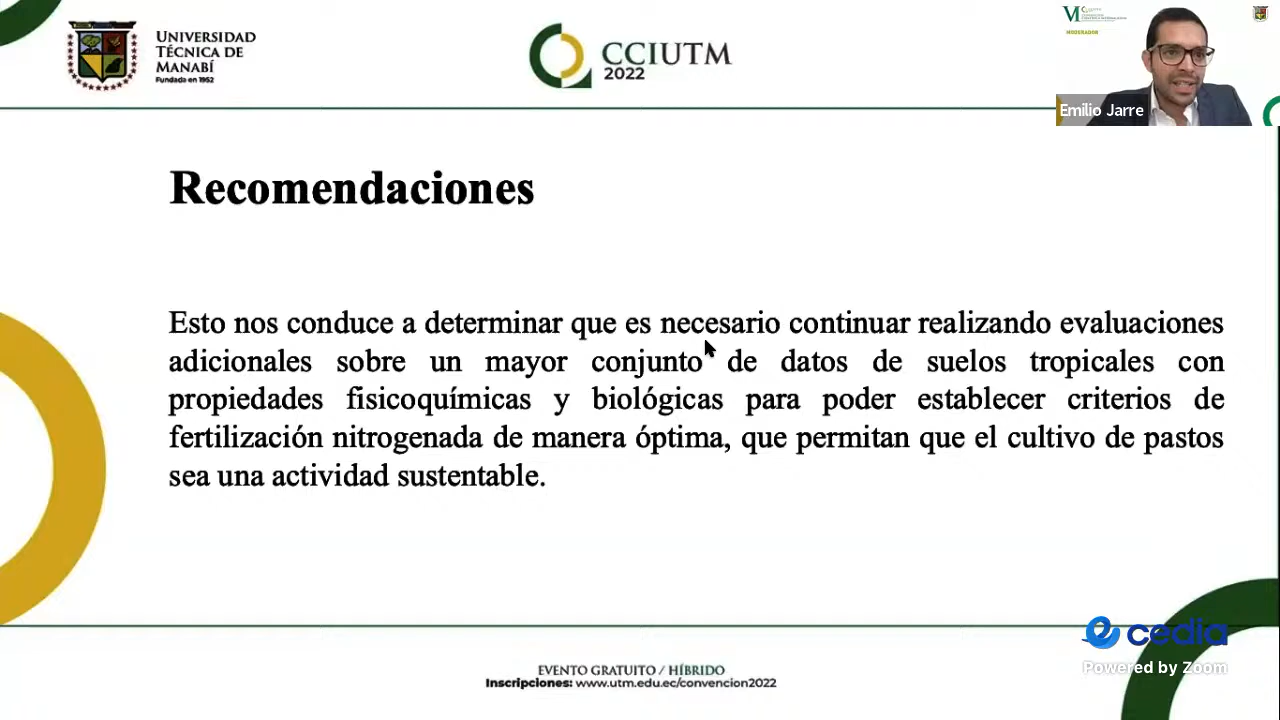 UNIVERSIDAD
TÉCNICA DE
MANABÍ
Fundada en 1952
CCIUTM
2022
VI
MODERADOR
Emilio Jarre
Recomendaciones
Esto nos conduce a determinar que es necesario continuar realizando evaluaciones
adicionales sobre un mayor conjunto de datos de suelos tropicales con
propiedades fisicoquímicas y biológicas para poder establecer criterios de
fertilización nitrogenada de manera óptima, que permitan que el cultivo de pastos
sea una actividad sustentable.
cedia
Powered by Zoom
EVENTO GRATUITO / HÍBRIDO
Inscripciones: www.utm.edu.ec/convencion2022